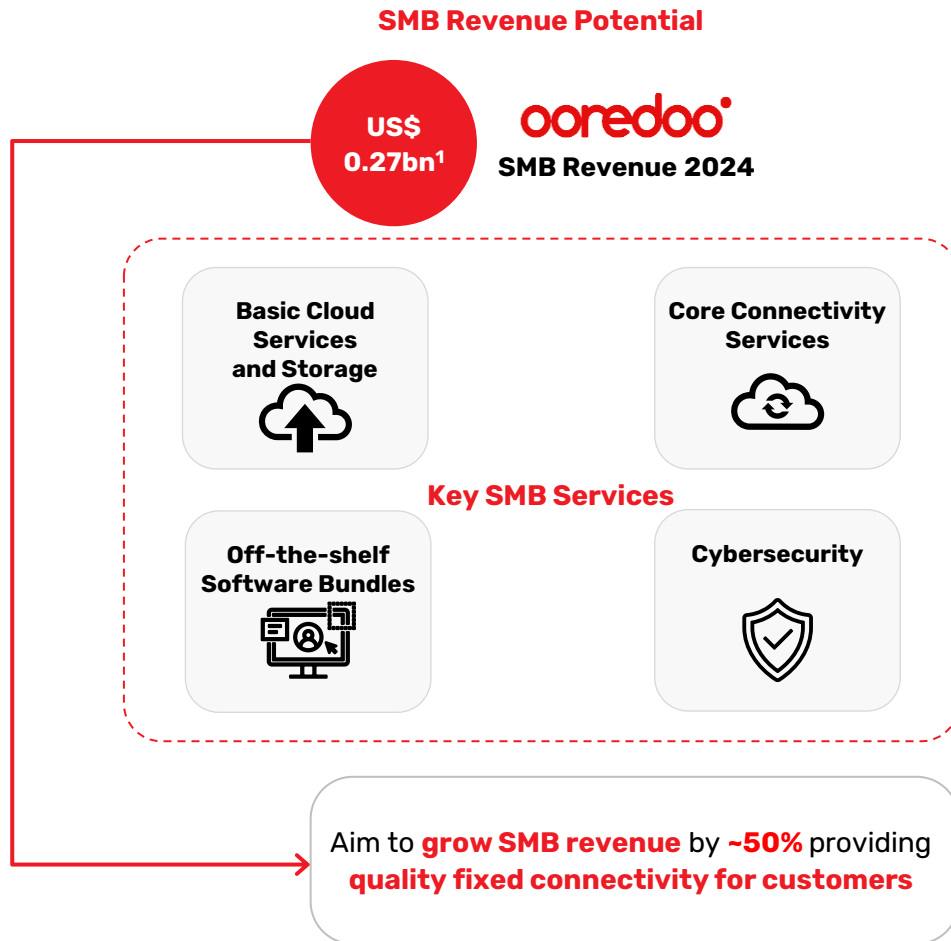 SMB Revenue Potential
US$
0.27bn¹
ooredoo
SMB Revenue 2024
Basic Cloud
Services
and Storage
Core Connectivity
Services
Key SMB Services
Off-the-shelf
Software Bundles
Cybersecurity
Aim to grow SMB revenue by ~50% providing
quality fixed connectivity for customers